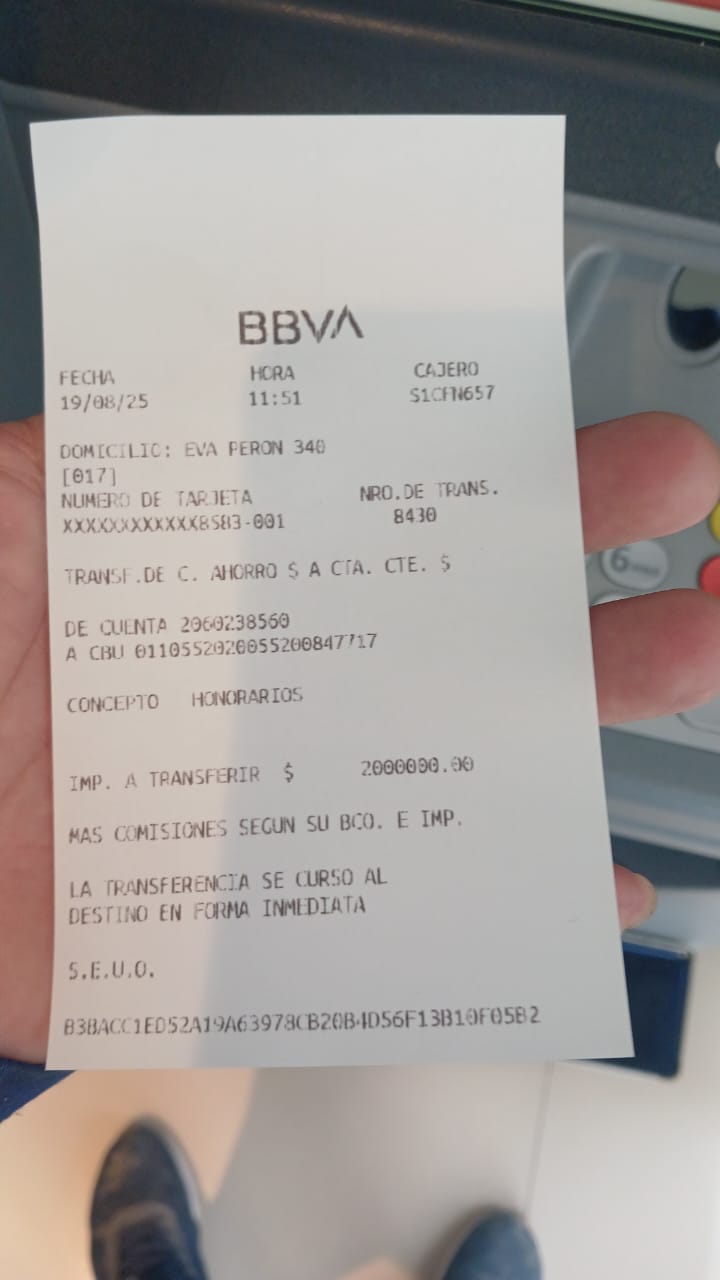 BBVA
FECHA HORA CAJERO
19/08/25 11:51 S1CFN657
DOMICILIO: EVA PERON 340
[017]
NUMERO DE TARJETA NRO.DE TRANS.
XXXXXXXXXXXX8583-001 8430
TRANSF.DE C. AHORRO $ A CTA. CTE. $
DE CUENTA 2060238560
A CBU 0110552020055200847717
CONCEPTO HONORARIOS
IMP. A TRANSFERIR $ 2000000.00
MAS COMISIONES SEGUN SU BCO. E IMP.
LA TRANSFERENCIA SE CURSO AL
DESTINO EN FORMA INMEDIATA
S.E.U.O.
B3BACC1ED52A19A63978CB20B4D56F13B10F05B2
6